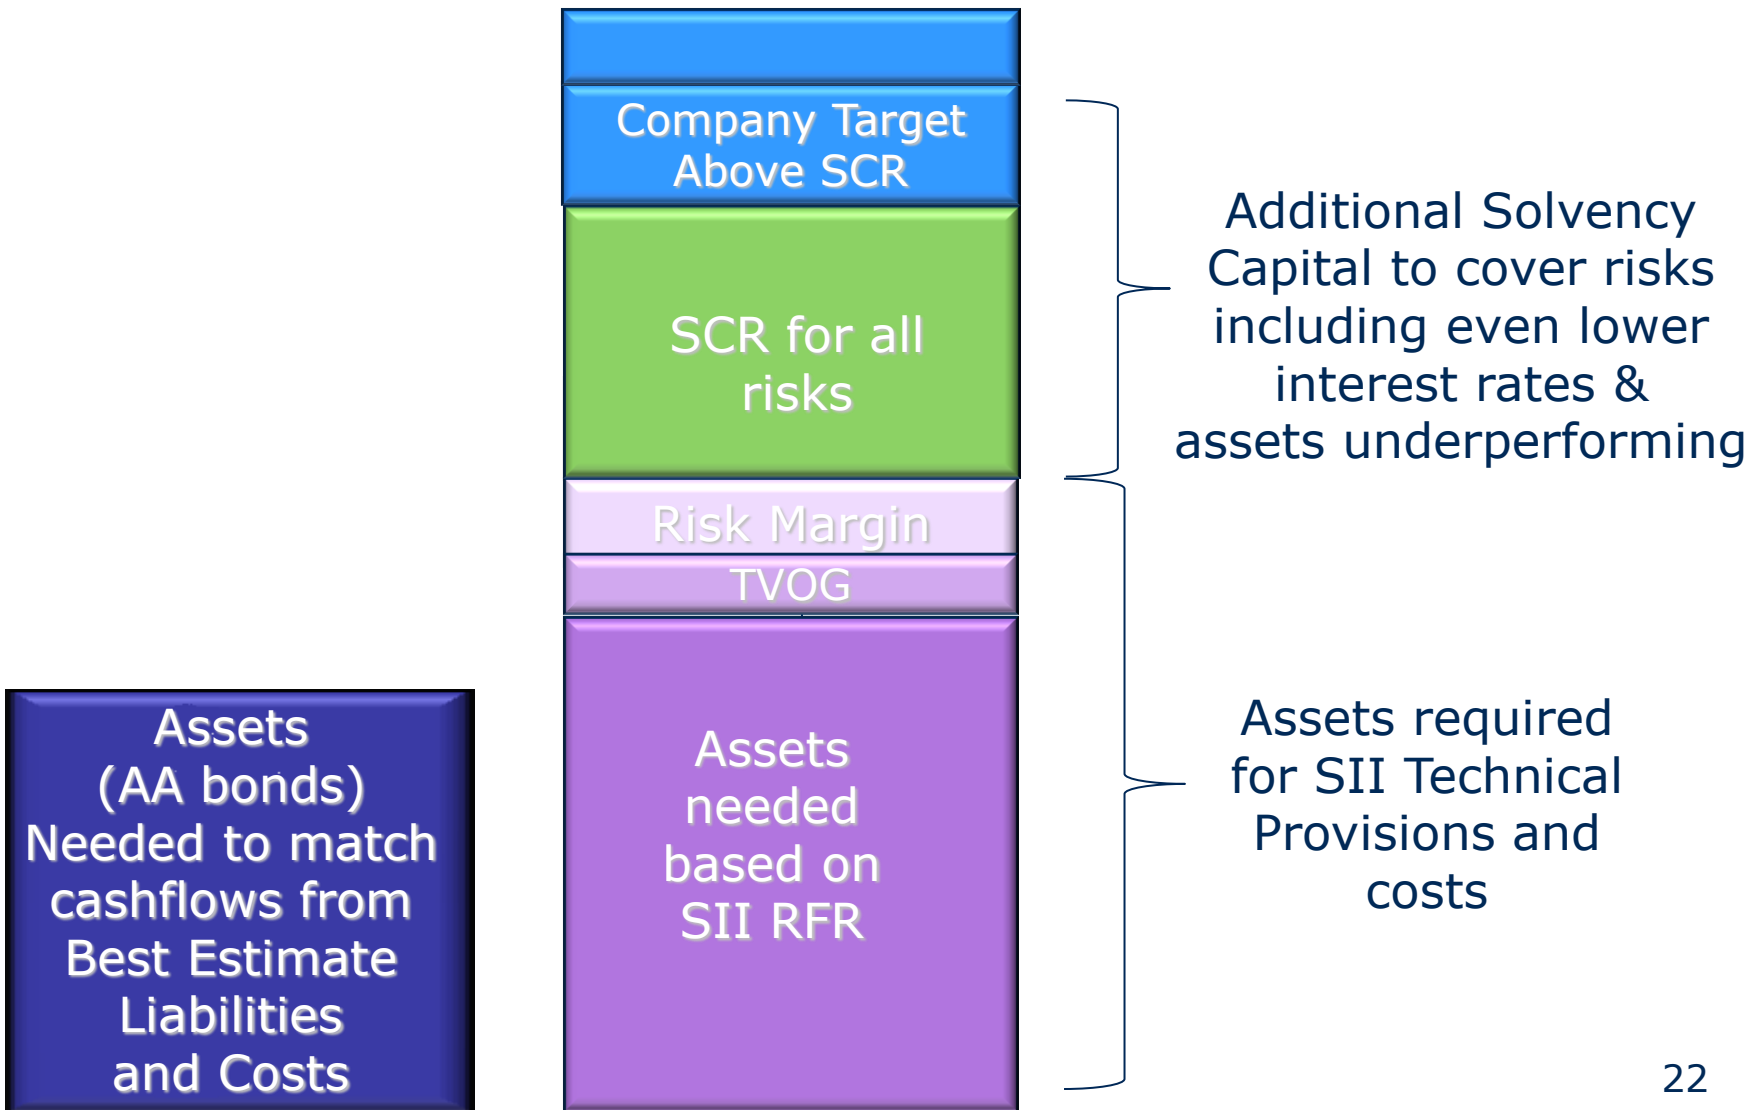 Company Target
Above SCR
SCR for all
risks
Risk Margin
TVOG
Assets
needed
based on
SII RFR
Assets
(AA bonds)
Needed to match
cashflows from
Best Estimate
Liabilities
and Costs
Additional Solvency
Capital to cover risks
including even lower
interest rates &
assets underperforming
Assets required
for SII Technical
Provisions and
costs
22